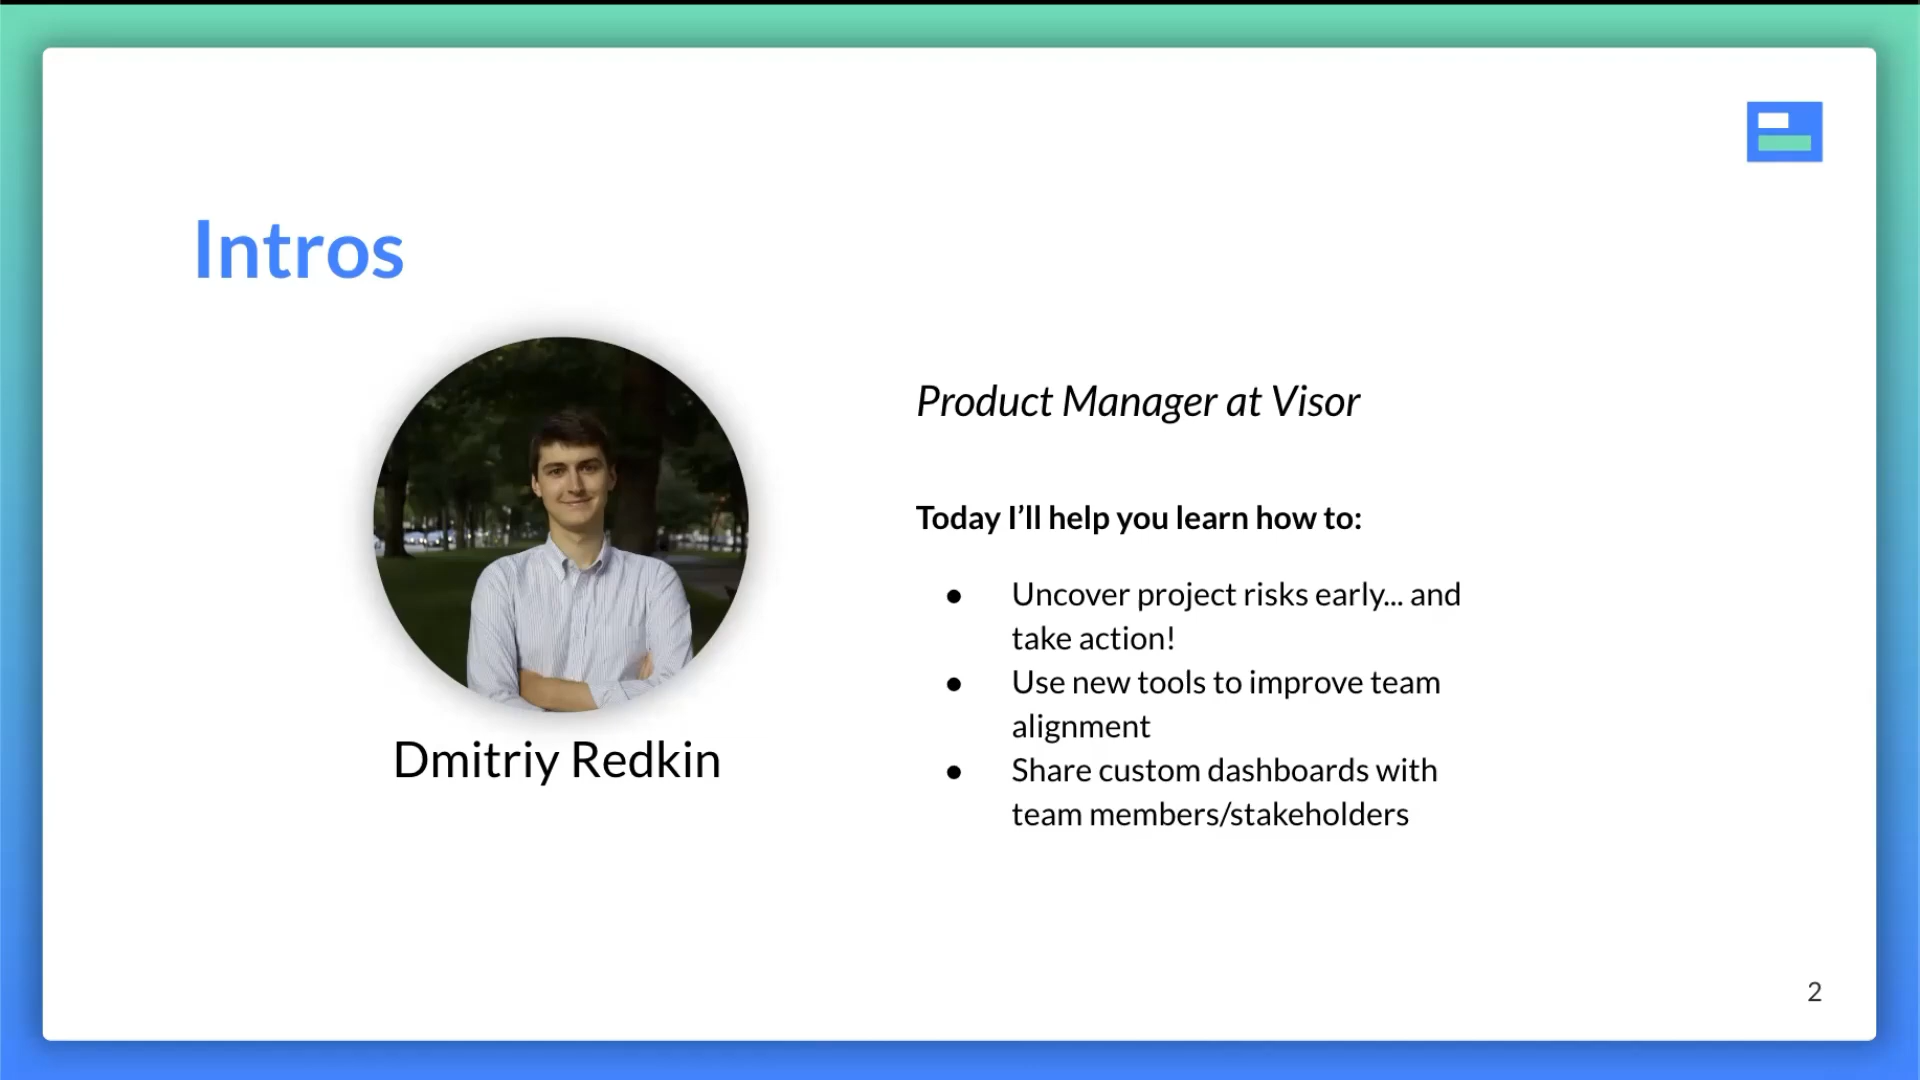 Intros
Dmitriy Redkin
Product Manager at Visor
Today I’ll help you learn how to:
● Uncover project risks early... and
take action!
● Use new tools to improve team
alignment
● Share custom dashboards with
team members/stakeholders
2